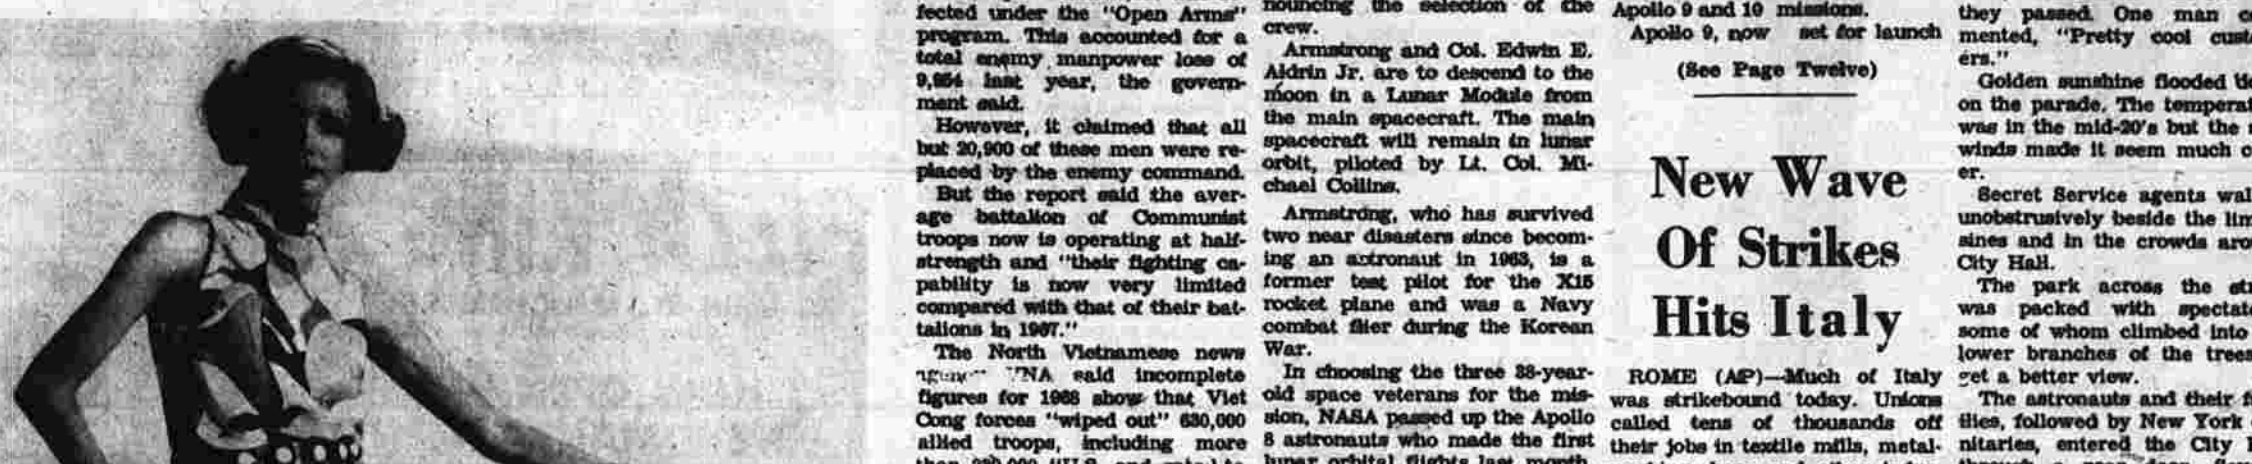 fected under the "Open Arms"
program. This accounted for a
total enemy manpower loss of
last year, the govern-
ment said.
However, it claimed that all
but 20,900 of these men were re-
placed by the enemy command.
But the report said the aver-
age battalion of Communist
troops now is operating at half-
strength and "their fighting ca-
pability is now very limited
compared with that of their bat-
talions in 1967."
The North Vietnamese news
VNA said incomplete
figures for 1968 show that Viet
Cong forces "wiped out" 630,000
allied troops, including more
nouncing the selection of the
crew.
Armstrong and Col. Edwin E.
Aldrin Jr. are to descend to the
moon in a Lunar Module from
the main spacecraft. The main
spacecraft will remain in lunar
orbit, piloted by Lt. Col. Mi-
chael Collins.
Armstrong, who has survived
two near disasters since becom-
ing an astronaut in 1963, is a
former test pilot for the X15
rocket plane and was a Navy
combat flier during the Korean
War.
In choosing the three 38-year-
old space veterans for the mis-
sion, NASA passed up the Apollo
8 astronauts who made the first
lunar orbital flights last month.
Apollo 9 and 10 missions.
Apollo 9, now set for launch
(See Page Twelve)
New Wave
Of Strikes
Hits Italy
ROME (AP)—Much of Italy
was strikebound today. Unions
called tens of thousands off
their jobs in textile mills, metal-
they passed. One man
mented, "Pretty cool
ers."
Golden sunshine flooded
on the parade. The
was in the mid-20's but the
winds made it seem much
er.
Secret Service agents
unobstrusively beside the
sines and in the crowds
City Hall.
The park across the
was packed with
some of whom climbed into
lower branches of the trees
get a better view.
The astronauts and their
lies, followed by New York
nitaries, entered the City